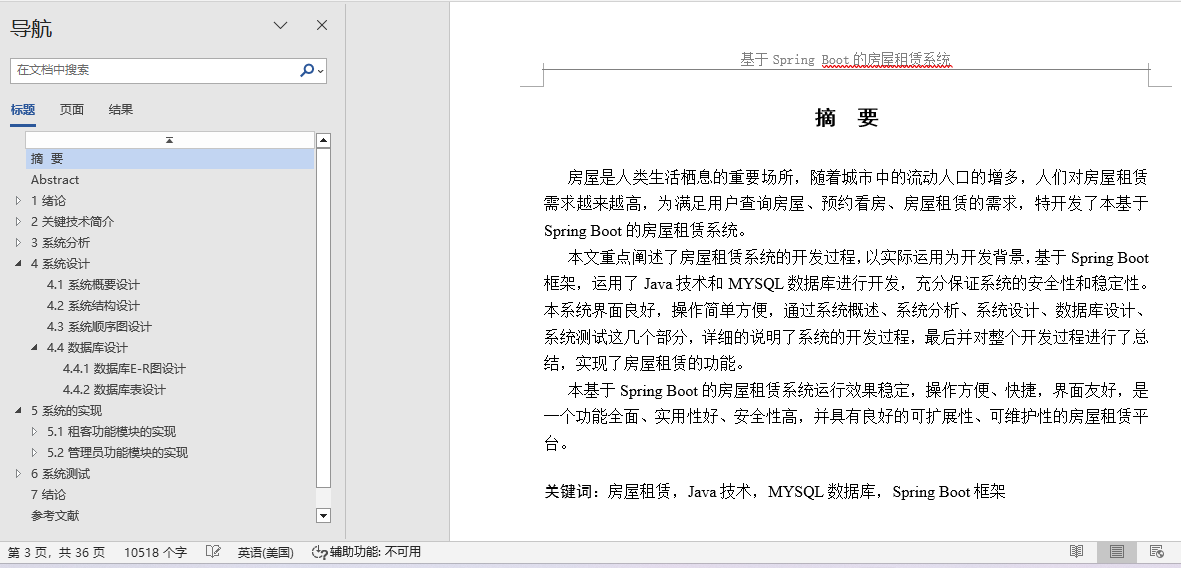 导航
在文档中搜索
标题 页面 结果
摘 要
Abstract
1 绪论
2 关键技术简介
3 系统分析
4 系统设计
4.1 系统概要设计
4.2 系统结构设计
4.3 系统顺序图设计
4.4 数据库设计
4.4.1 数据库E-R图设计
4.4.2 数据库表设计
5 系统的实现
5.1 租客功能模块的实现
5.2 管理员功能模块的实现
6 系统测试
7 结论
参考文献
基于 Spring Boot 的房屋租赁系统
摘 要
房屋是人类生活栖息的重要场所，随着城市中的流动人口的增多，人们对房屋租赁
需求越来越高，为满足用户查询房屋、预约看房、房屋租赁的需求，特开发了本基于
Spring Boot 的房屋租赁系统。
本文重点阐述了房屋租赁系统的开发过程，以实际运用为开发背景，基于 Spring Boot
框架，运用了 Java 技术和 MYSQL 数据库进行开发，充分保证系统的安全性和稳定性。
本系统界面良好，操作简单方便，通过系统概述、系统分析、系统设计、数据库设计、
系统测试这几个部分，详细的说明了系统的开发过程，最后并对整个开发过程进行了总
结，实现了房屋租赁的功能。
本基于 Spring Boot 的房屋租赁系统运行效果稳定，操作方便、快捷，界面友好，是
一个功能全面、实用性好、安全性高，并具有良好的可扩展性、可维护性的房屋租赁平
台。
关键词：房屋租赁，Java 技术，MYSQL 数据库，Spring Boot 框架
第 3 页，共 36 页 10518 个字 英语(美国) 辅助功能: 不可用